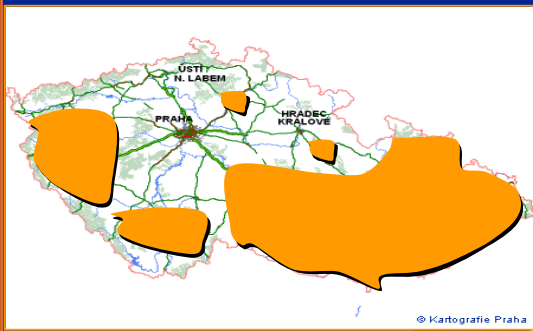 ÚSTÍ
N. LABEM
PRAHA
HRADEC
KRÁLOVÉ
© Kartografie Praha